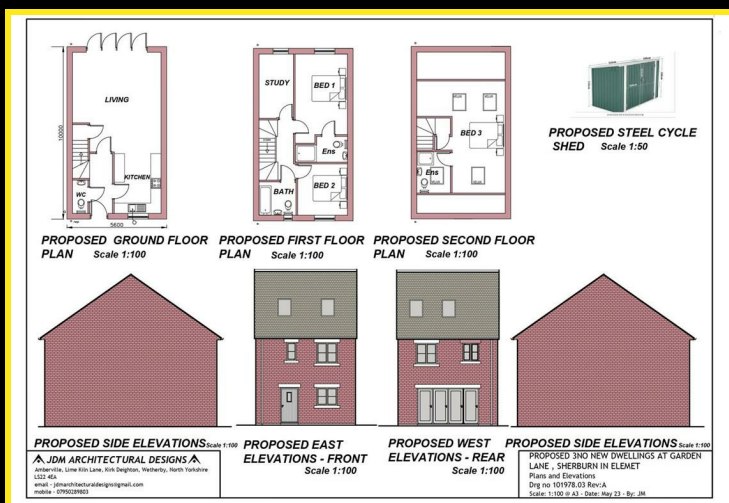 LIVING
10000
KITCHEN
WC
5600
PROPOSED GROUND FLOOR
PLAN Scale 1:100
STUDY
BED 1
Ens
BED 2
BATH
PROPOSED FIRST FLOOR
PLAN Scale 1:100
BED 3
Ens
PROPOSED SECOND FLOOR
PLAN Scale 1:100
PROPOSED STEEL CYCLE
SHED Scale 1:50
PROPOSED SIDE ELEVATIONS Scale 1:100
PROPOSED EAST
ELEVATIONS - FRONT
Scale 1:100
PROPOSED WEST
ELEVATIONS - REAR
Scale 1:100
PROPOSED SIDE ELEVATIONS Scale 1:100
JDM ARCHITECTURAL DESIGNS
Amberville, Lime Kiln Lane, Kirk Deighton, Wetherby, North Yorkshire
LS22 4EA
email - jdmarchitecturaldesigns@gmail.com
mobile - 07950289803
PROPOSED 3NO NEW DWELLINGS AT GARDEN
LANE , SHERBURN IN ELEMET
Plans and Elevations
Drg no 101978.03 Rev:A
Scale: 1:100 @ A3 - Date: May 23 - By: JM